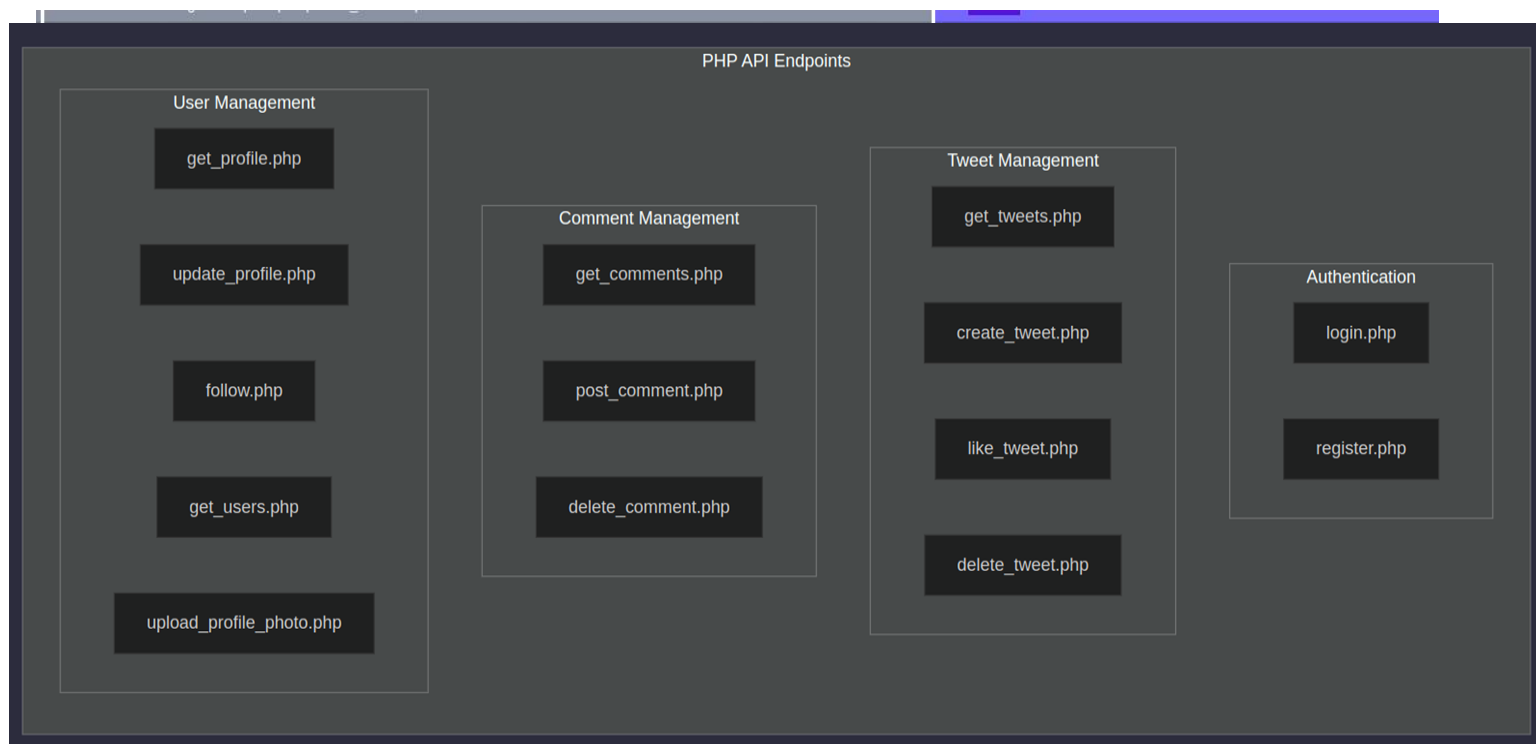 PHP API Endpoints
User Management
get_profile.php
update_profile.php
follow.php
get_users.php
upload_profile_photo.php
Comment Management
get_comments.php
post_comment.php
delete_comment.php
Tweet Management
get_tweets.php
create_tweet.php
like_tweet.php
delete_tweet.php
Authentication
login.php
register.php